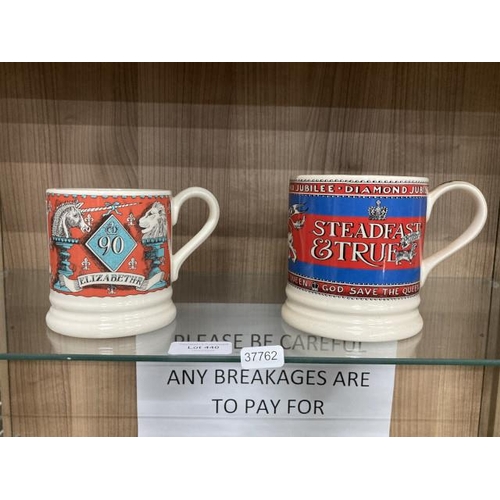 90
ELIZABETH R
JUBILEE · DIAMOND JUB
STEADFAST
& TRUE
GOD SAVE THE QUEEN
PLEASE BE CAREFUL
Lot 440
37762
ANY BREAKAGES ARE
TO PAY FOR